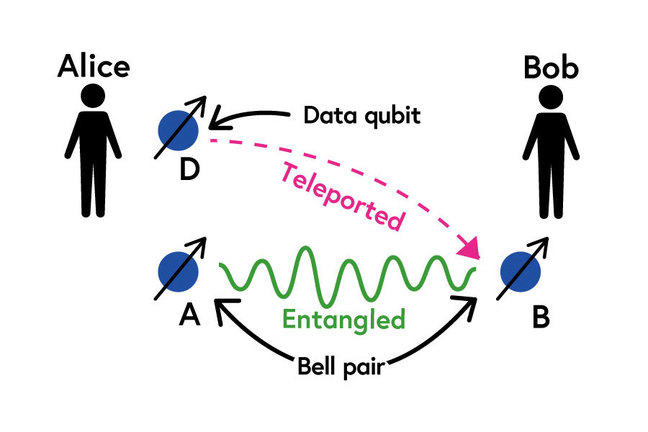 Alice
Bob
Data qubit
D
Teleported
A
Entangled
B
Bell pair